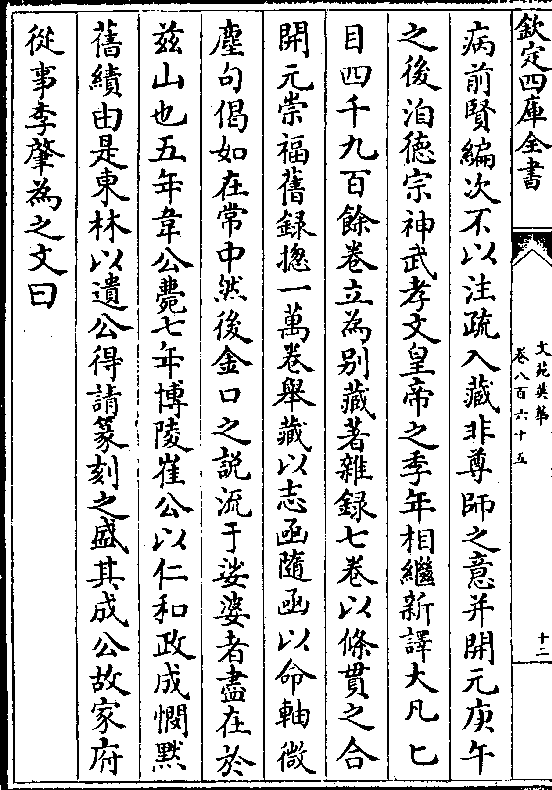 欽定四庫全書
文苑英華
卷八百六十五
十二
病前賢編次不以注疏入藏非尊師之意并開元庚午
之後洎德宗神武孝文皇帝之季年相繼新譯大凡七
目四千九百餘卷立為别藏著雜録七卷以條貫之合
開元崇福舊録揔一萬卷舉藏以志函隨函以命軸微
塵句偈如在常中然後金口之説流于娑婆者盡在於
兹山也五年韋公薨七年博陵崔公以仁和政成憫黙
舊績由是東林以遺公得請篆刻之盛其成公故家府
從事李肇為之文曰